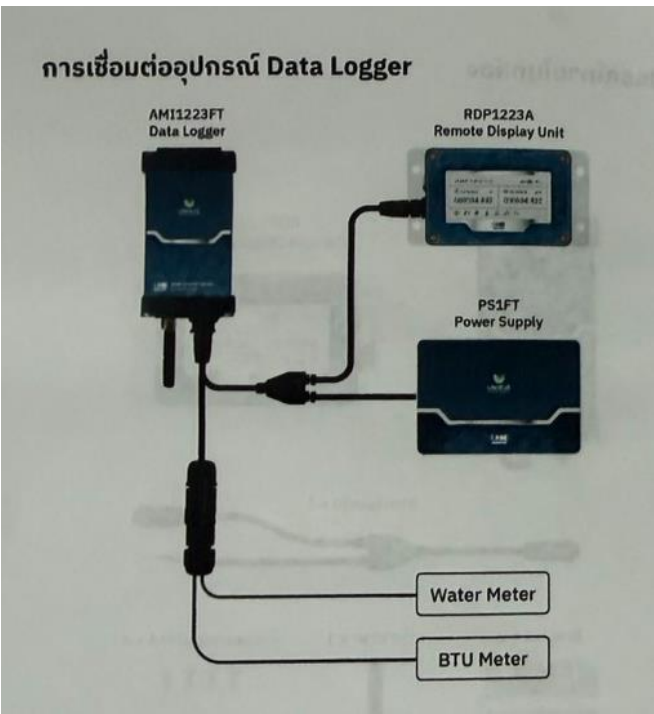 การเชื่อมต่ออุปกรณ์ Data Logger
AMI1223FT
Data Logger
RDP1223A
Remote Display Unit
PS1FT
Power Supply
Water Meter
BTU Meter